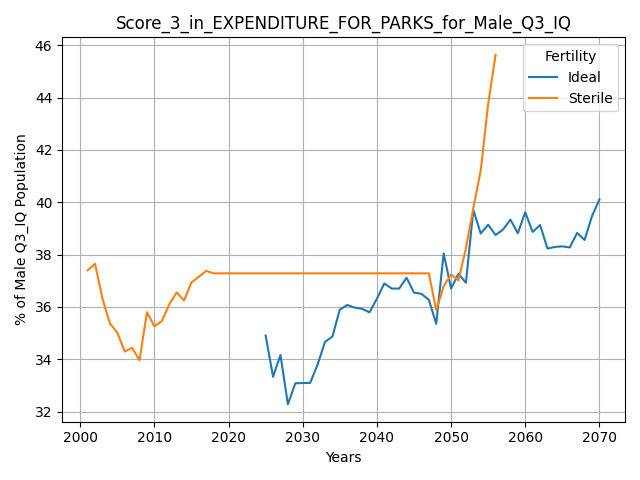 Score_3_in_EXPENDITURE_FOR_PARKS_for_Male_Q3_IQ
% of Male Q3_IQ Population
46
44
42
40
38
36
34
32
Fertility
Ideal
Sterile
2000 2010 2020 2030 2040 2050 2060 2070
Years